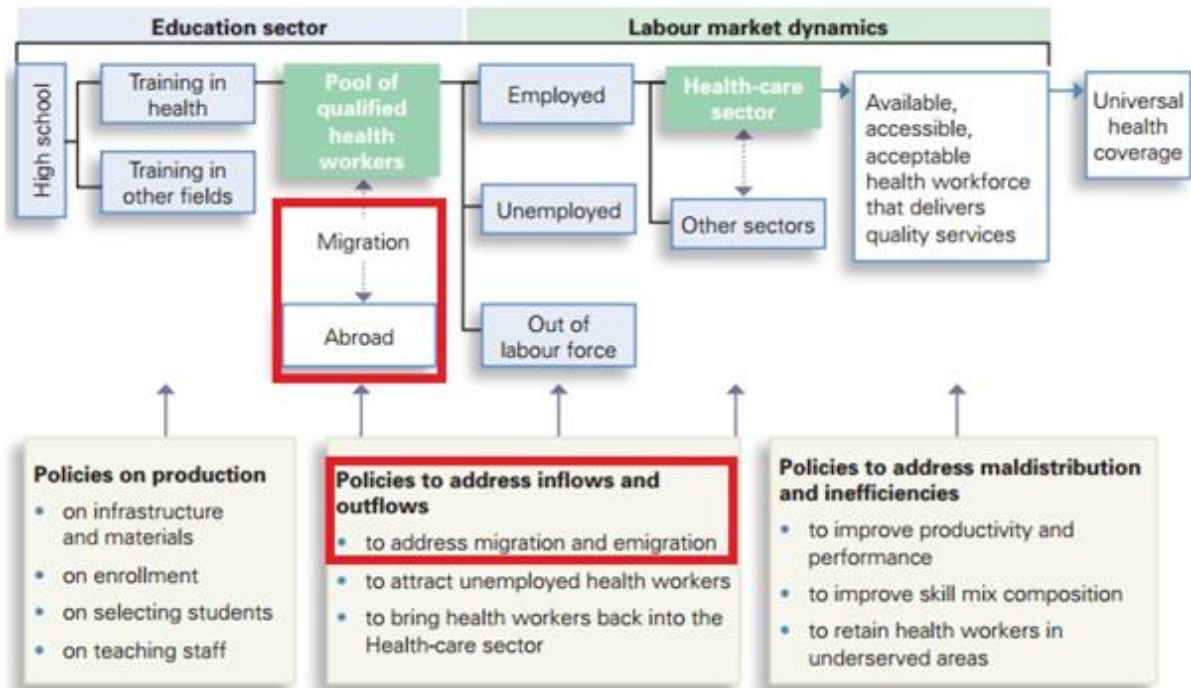 Education sector
Labour market dynamics
High school
Training in
health
Training in
other fields
Pool of
qualified
health
workers
Migration
Abroad
Employed
Unemployed
Out of
labour force
Health-care
sector
Other sectors
Available,
accessible,
acceptable
health workforce
that delivers
quality services
Universal
health
coverage
Policies on production
• on infrastructure
and materials
• on enrollment
• on selecting students
• on teaching staff
Policies to address inflows and
outflows
• to address migration and emigration
• to attract unemployed health workers
• to bring health workers back into the
Health-care sector
Policies to address maldistribution
and inefficiencies
• to improve productivity and
performance
• to improve skill mix composition
• to retain health workers in
underserved areas